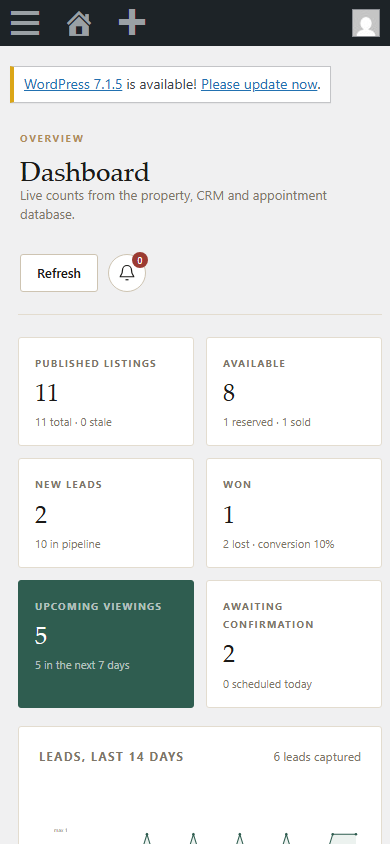 WordPress 7.1.5 is available! Please update now.
OVERVIEW
Dashboard
Live counts from the property, CRM and appointment
database.
Refresh
0
PUBLISHED LISTINGS
11
11 total · 0 stale
AVAILABLE
8
1 reserved · 1 sold
NEW LEADS
2
10 in pipeline
WON
1
2 lost · conversion 10%
UPCOMING VIEWINGS
5
5 in the next 7 days
AWAITING
CONFIRMATION
2
0 scheduled today
LEADS, LAST 14 DAYS
6 leads captured
max 1